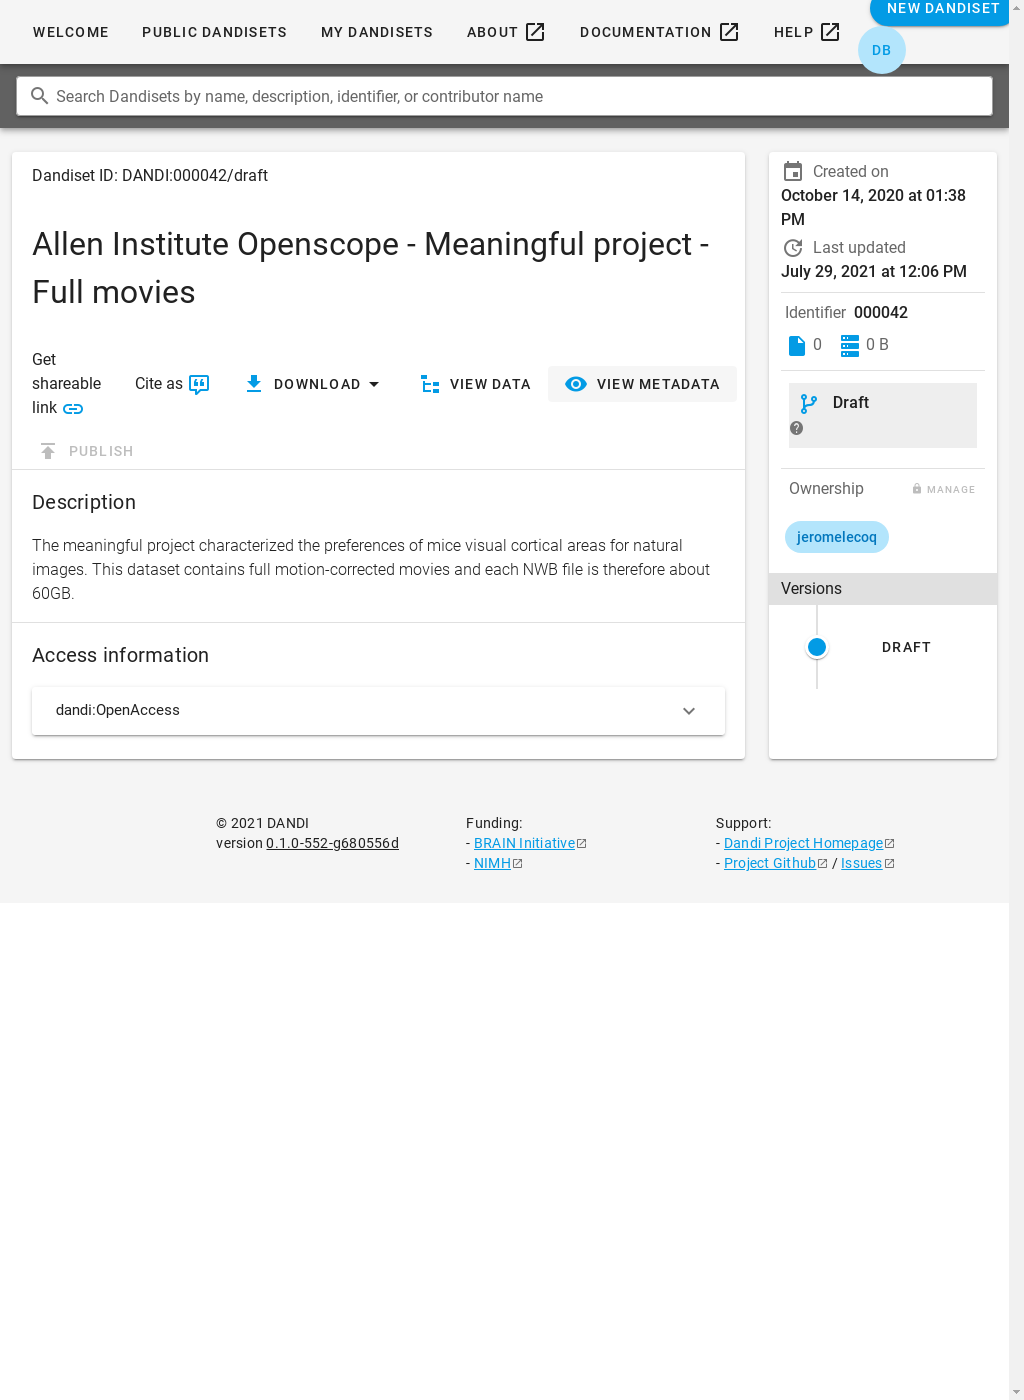 WELCOME PUBLIC DANDISETS MY DANDISETS ABOUT DOCUMENTATION HELP NEW DANDISET
DB
Search Dandisets by name, description, identifier, or contributor name
Dandiset ID: DANDI:000042/draft
Allen Institute Openscope - Meaningful project -
Full movies
Get
shareable
link
Cite as
DOWNLOAD
VIEW DATA
VIEW METADATA
PUBLISH
Description
The meaningful project characterized the preferences of mice visual cortical areas for natural
images. This dataset contains full motion-corrected movies and each NWB file is therefore about
60GB.
Access information
dandi:OpenAccess
Created on
October 14, 2020 at 01:38
PM
Last updated
July 29, 2021 at 12:06 PM
Identifier 000042
0 0 B
Draft
Ownership MANAGE
jeromelecoq
Versions
DRAFT
© 2021 DANDI
version 0.1.0-552-g680556d
Funding:
- BRAIN Initiative
- NIMH
Support:
- Dandi Project Homepage
- Project Github / Issues